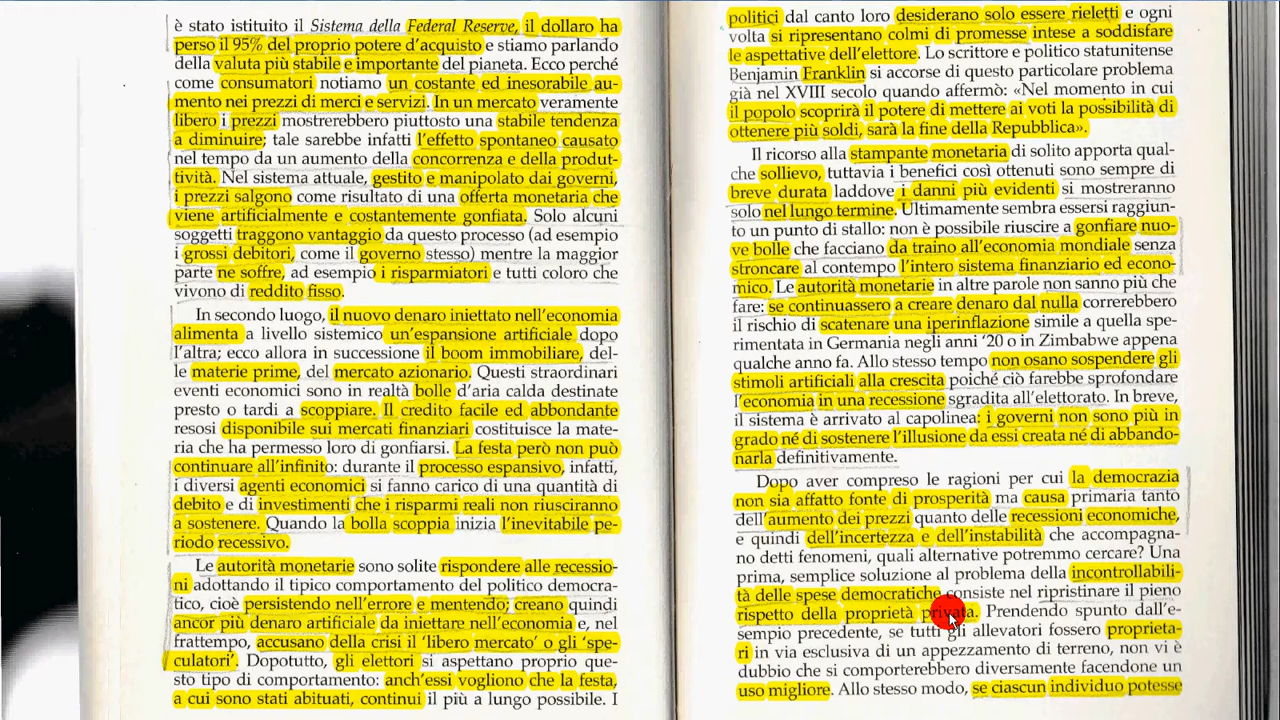 è stato istituito il Sistema della Federal Reserve, il dollaro ha
perso il 95% del proprio potere d'acquisto e stiamo parlando
della valuta più stabile e importante del pianeta. Ecco perché
come consumatori notiamo un costante ed inesorabile au-
mento nei prezzi di merci e servizi. In un mercato veramente
libero i prezzi mostrerebbero piuttosto una stabile tendenza
a diminuire; tale sarebbe infatti l'effetto spontaneo causato
nel tempo da un aumento della concorrenza e della produt-
tività. Nel sistema attuale, gestito e manipolato dai governi,
i prezzi salgono come risultato di una offerta monetaria che
viene artificialmente e costantemente gonfiata. Solo alcuni
soggetti traggono vantaggio da questo processo (ad esempio
i grossi debitori, come il governo stesso) mentre la maggior
parte ne soffre, ad esempio i risparmiatori e tutti coloro che
vivono di reddito fisso.
In secondo luogo, il nuovo denaro iniettato nell'economia
alimenta a livello sistemico un'espansione artificiale dopo
l'altra; ecco allora in successione il boom immobiliare, del-
le materie prime, del mercato azionario. Questi straordinari
eventi economici sono in realtà bolle d'aria calda destinate
presto o tardi a scoppiare. Il credito facile ed abbondante
resosi disponibile sui mercati finanziari costituisce la mate-
ria che ha permesso loro di gonfiarsi. La festa però non può
continuare all'infinito: durante il processo espansivo, infatti,
i diversi agenti economici si fanno carico di una quantità di
debito e di investimenti che i risparmi reali non riusciranno
a sostenere. Quando la bolla scoppia inizia l'inevitabile pe-
riodo recessivo.
Le autorità monetarie sono solite rispondere alle recessio-
ni adottando il tipico comportamento del politico democra-
tico, cioè persistendo nell'errore e mentendo; creano quindi
ancor più denaro artificiale da iniettare nell'economia e, nel
frattempo, accusano della crisi il 'libero mercato' o gli 'spe-
culatori'. Dopotutto, gli elettori si aspettano proprio que-
sto tipo di comportamento: anch'essi vogliono che la festa,
a cui sono stati abituati, continui il più a lungo possibile. I
politici dal canto loro desiderano solo essere rieletti e ogni
volta si ripresentano colmi di promesse intese a soddisfare
le aspettative dell'elettore. Lo scrittore e politico statunitense
Benjamin Franklin si accorse di questo particolare problema
già nel XVIII secolo quando affermò: «Nel momento in cui
il popolo scoprirà il potere di mettere ai voti la possibilità di
ottenere più soldi, sarà la fine della Repubblica».
Il ricorso alla stampante monetaria di solito apporta qual-
che sollievo, tuttavia i benefici così ottenuti sono sempre di
breve durata laddove i danni più evidenti si mostreranno
solo nel lungo termine. Ultimamente sembra essersi raggiun-
to un punto di stallo: non è possibile riuscire a gonfiare nuo-
ve bolle che facciano da traino all'economia mondiale senza
stroncare al contempo l'intero sistema finanziario ed econo-
mico. Le autorità monetarie in altre parole non sanno più che
fare: se continuassero a creare denaro dal nulla correrebbero
il rischio di scatenare una iperinflazione simile a quella spe-
rimentata in Germania negli anni '20 o in Zimbabwe appena
qualche anno fa. Allo stesso tempo non osano sospendere gli
stimoli artificiali alla crescita poiché ciò farebbe sprofondare
l'economia in una recessione sgradita all'elettorato. In breve,
il sistema è arrivato al capolinea: i governi non sono più in
grado né di sostenere l'illusione da essi creata né di abbando-
narla definitivamente.
Dopo aver compreso le ragioni per cui la democrazia
non sia affatto fonte di prosperità ma causa primaria tanto
dell'aumento dei prezzi quanto delle recessioni economiche,
e quindi dell'incertezza e dell'instabilità che accompagna-
no detti fenomeni, quali alternative potremmo cercare? Una
prima, semplice soluzione al problema della incontrollabili-
tà delle spese democratiche consiste nel ripristinare il pieno
rispetto della proprietà privata. Prendendo spunto dall'e-
sempio precedente, se tutti gli allevatori fossero proprieta-
ri in via esclusiva di un appezzamento di terreno, non vi è
dubbio che si comporterebbero diversamente facendone un
uso migliore. Allo stesso modo, se ciascun individuo potesse